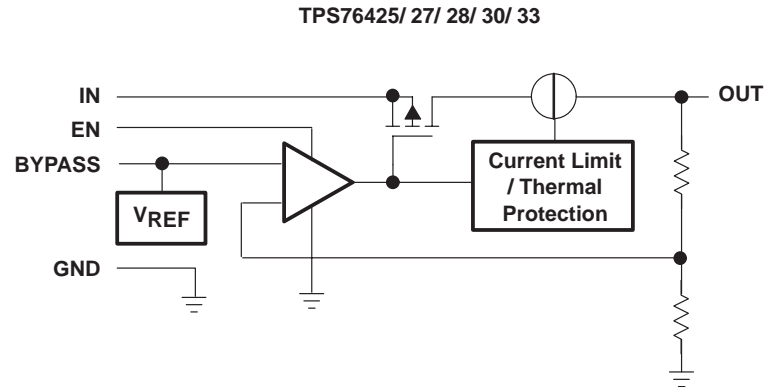 TPS76425/ 27/ 28/ 30/ 33
IN
OUT
EN
BYPASS
Current Limit
/ Thermal
Protection
VREF
GND